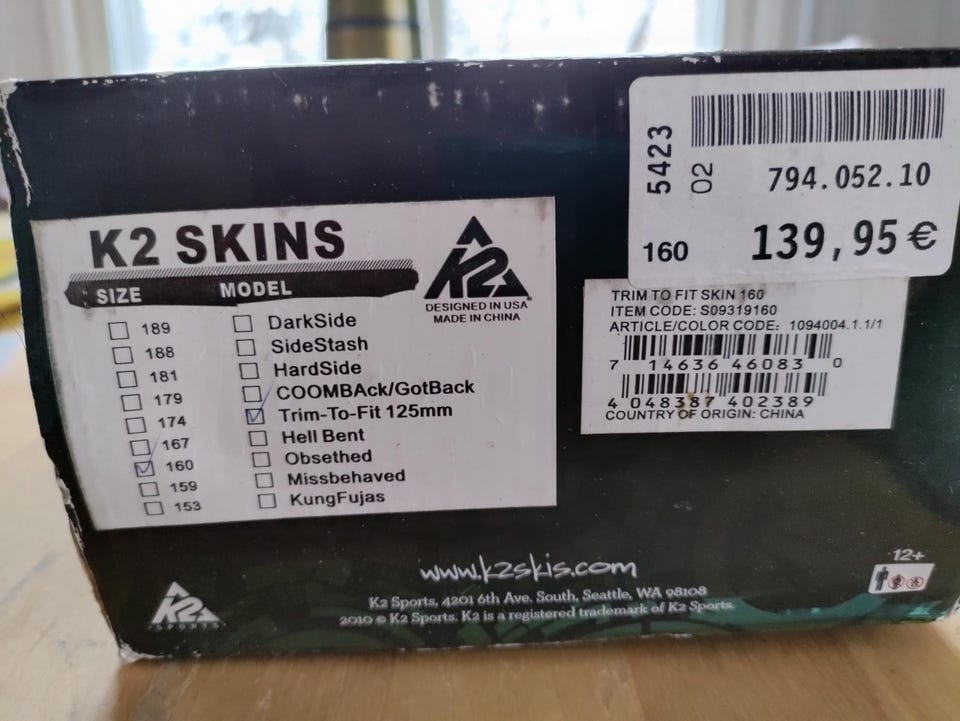 5423
02
794.052.10
160
139,95 €
K2 SKINS
SIZE MODEL
K2
DESIGNED IN USA
MADE IN CHINA
189
188
181
179
174
167
160
159
153
DarkSide
SideStash
HardSide
COOMBAck/GotBack
Trim-To-Fit 125mm
Hell Bent
Obsethed
Missbehaved
KungFujas
TRIM TO FIT SKIN 160
ITEM CODE: S09319160
ARTICLE/COLOR CODE: 1094004.1.1/1
7 14636 46083 0
4 048387 402389
COUNTRY OF ORIGIN: CHINA
www.k2skis.com
K2 Sports, 4201 6th Ave. South, Seattle, WA 98108
2010 © K2 Sports. K2 is a registered trademark of K2 Sports.
K2
SPORTS
12+